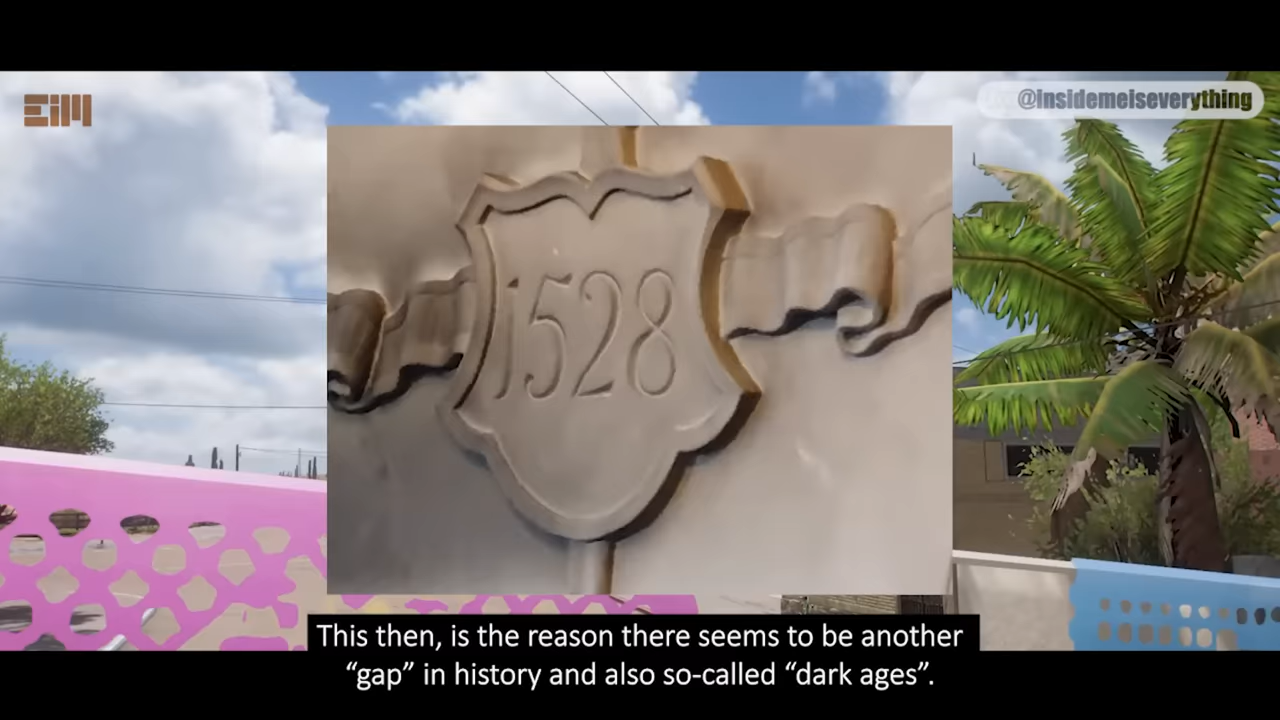 EiM
@Insidemeiseverything
1528
This then, is the reason there seems to be another
“gap” in history and also so-called “dark ages”.